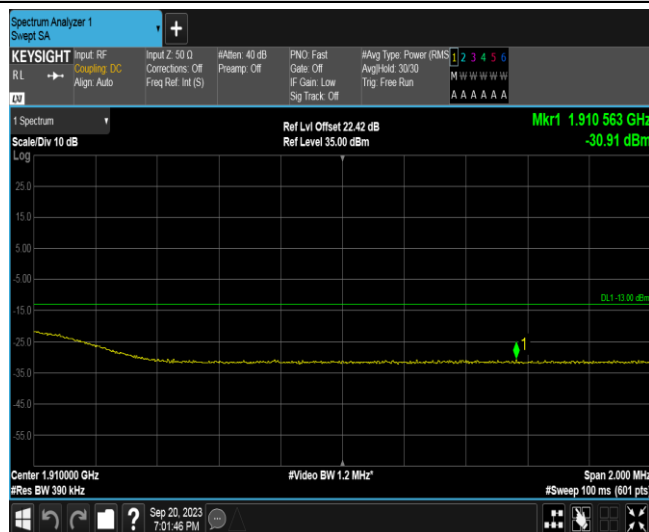 Spectrum Analyzer 1
Swept SA
+
KEYSIGHT
RL
LXI
Input: RF
Coupling: DC
Align: Auto
Input Z: 50 Ω
Corrections: Off
Freq Ref: Int (S)
#Atten: 40 dB
Preamp: Off
PNO: Fast
Gate: Off
IF Gain: Low
Sig Track: Off
#Avg Type: Power (RMS
Avg|Hold: 30/30
Trig: Free Run
1 2 3 4 5 6
M W W W W W
A A A A A A
1 Spectrum
Scale/Div 10 dB
Log
Ref Lvl Offset 22.42 dB
Ref Level 35.00 dBm
Mkr1 1.910 563 GHz
-30.91 dBm
25.0
15.0
5.00
-5.00
DL1 -13.00 dBm
-15.0
-25.0
1
-35.0
-45.0
-55.0
Center 1.910000 GHz
#Res BW 390 kHz
#Video BW 1.2 MHz*
Span 2.000 MHz
#Sweep 100 ms (601 pts)
?
Sep 20, 2023
7:01:46 PM